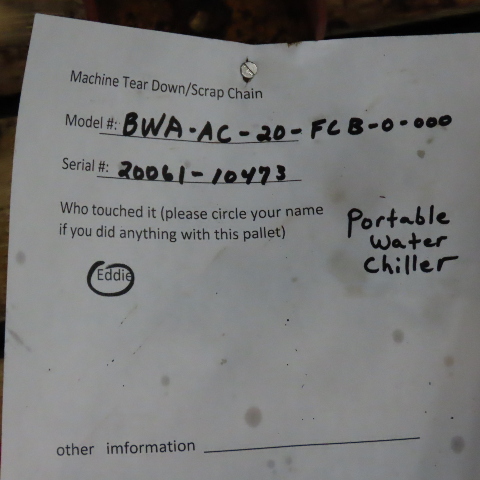 Machine Tear Down/Scrap Chain
Model #: BWA-AC-20-FCB-0-000
Serial #: 20061-10473
Who touched it (please circle your name
if you did anything with this pallet)
Portable
Water
Chiller
Eddie
other imformation